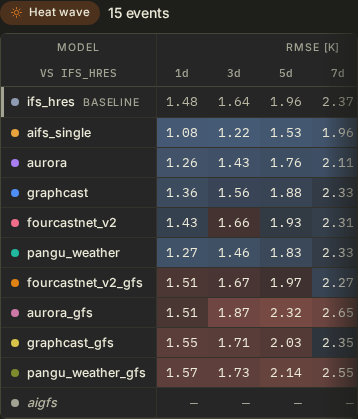 Heat wave 15 events
MODEL RMSE [K]
VS IFS_HRES 1d 3d 5d 7d
ifs_hres BASELINE 1.48 1.64 1.96 2.37
aifs_single 1.08 1.22 1.53 1.96
aurora 1.26 1.43 1.76 2.11
graphcast 1.36 1.56 1.88 2.33
fourcastnet_v2 1.43 1.66 1.93 2.31
pangu_weather 1.27 1.46 1.83 2.33
fourcastnet_v2_gfs 1.51 1.67 1.97 2.27
aurora_gfs 1.51 1.87 2.32 2.65
graphcast_gfs 1.55 1.71 2.03 2.35
pangu_weather_gfs 1.57 1.73 2.14 2.55
aigfs — — — —